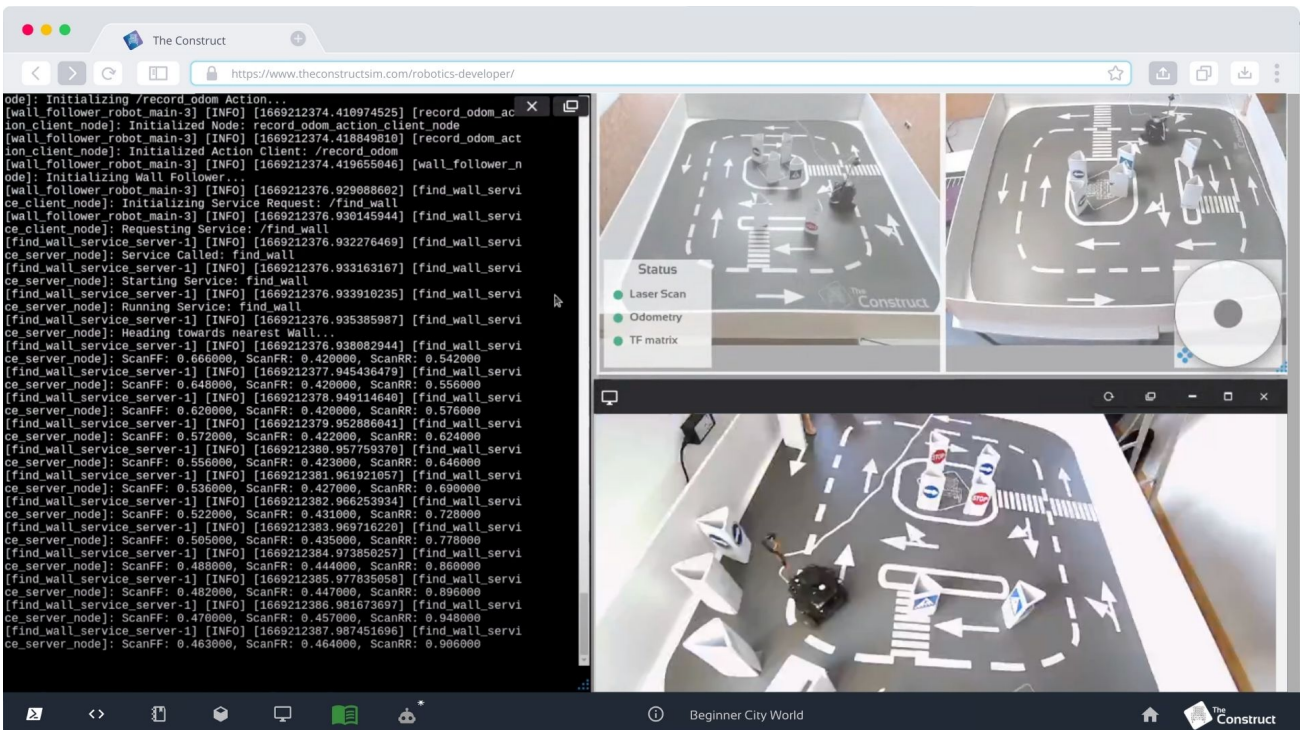 The Construct
https://www.theconstructsim.com/robotics-developer/
ode]: Initializing /record_odom Action...
[wall_follower_robot_main-3] [INFO] [1669212374.410974525] [record_odom_act
ion_client_node]: Initialized Node: record_odom_action_client_node
[wall_follower_robot_main-3] [INFO] [1669212374.418849810] [record_odom_act
ion_client_node]: Initialized Action Client: /record_odom
[wall_follower_robot_main-3] [INFO] [1669212374.419655046] [wall_follower_n
ode]: Initializing Wall Follower...
[wall_follower_robot_main-3] [INFO] [1669212376.929088602] [find_wall_servi
ce_client_node]: Initializing Service Request: /find_wall
[wall_follower_robot_main-3] [INFO] [1669212376.930145944] [find_wall_servi
ce_client_node]: Requesting Service: /find_wall
[find_wall_service_server-1] [INFO] [1669212376.932276469] [find_wall_servi
ce_server_node]: Service Called: find_wall
[find_wall_service_server-1] [INFO] [1669212376.933163167] [find_wall_servi
ce_server_node]: Starting Service: find_wall
[find_wall_service_server-1] [INFO] [1669212376.933910235] [find_wall_servi
ce_server_node]: Running Service: find_wall
[find_wall_service_server-1] [INFO] [1669212376.935385987] [find_wall_servi
ce_server_node]: Heading towards nearest Wall...
[find_wall_service_server-1] [INFO] [1669212376.938082944] [find_wall_servi
ce_server_node]: ScanFF: 0.666000, ScanFR: 0.420000, ScanRR: 0.542000
[find_wall_service_server-1] [INFO] [1669212377.945436479] [find_wall_servi
ce_server_node]: ScanFF: 0.648000, ScanFR: 0.420000, ScanRR: 0.556000
[find_wall_service_server-1] [INFO] [1669212378.949114640] [find_wall_servi
ce_server_node]: ScanFF: 0.620000, ScanFR: 0.420000, ScanRR: 0.576000
[find_wall_service_server-1] [INFO] [1669212379.952886041] [find_wall_servi
ce_server_node]: ScanFF: 0.572000, ScanFR: 0.422000, ScanRR: 0.624000
[find_wall_service_server-1] [INFO] [1669212380.957759370] [find_wall_servi
ce_server_node]: ScanFF: 0.556000, ScanFR: 0.423000, ScanRR: 0.646000
[find_wall_service_server-1] [INFO] [1669212381.961921057] [find_wall_servi
ce_server_node]: ScanFF: 0.536000, ScanFR: 0.427000, ScanRR: 0.690000
[find_wall_service_server-1] [INFO] [1669212382.966253934] [find_wall_servi
ce_server_node]: ScanFF: 0.522000, ScanFR: 0.431000, ScanRR: 0.728000
[find_wall_service_server-1] [INFO] [1669212383.969716220] [find_wall_servi
ce_server_node]: ScanFF: 0.505000, ScanFR: 0.435000, ScanRR: 0.778000
[find_wall_service_server-1] [INFO] [1669212384.973850257] [find_wall_servi
ce_server_node]: ScanFF: 0.488000, ScanFR: 0.444000, ScanRR: 0.860000
[find_wall_service_server-1] [INFO] [1669212385.977835058] [find_wall_servi
ce_server_node]: ScanFF: 0.482000, ScanFR: 0.447000, ScanRR: 0.896000
[find_wall_service_server-1] [INFO] [1669212386.981673697] [find_wall_servi
ce_server_node]: ScanFF: 0.470000, ScanFR: 0.457000, ScanRR: 0.948000
[find_wall_service_server-1] [INFO] [1669212387.987451696] [find_wall_servi
ce_server_node]: ScanFF: 0.463000, ScanFR: 0.464000, ScanRR: 0.906000
Status
Laser Scan
Odometry
TF matrix
The Construct
STOP
STOP
Beginner City World
The Construct